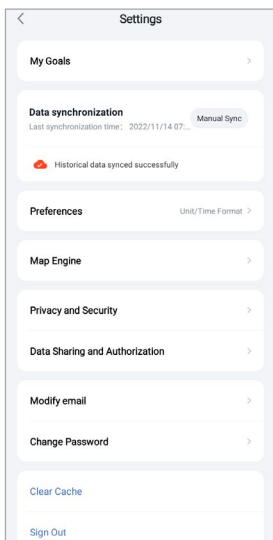 Settings
My Goals
Data synchronization
Last synchronization time: 2022/11/14 07:...
Manual Sync
Historical data synced successfully
Preferences Unit/Time Format
Map Engine
Privacy and Security
Data Sharing and Authorization
Modify email
Change Password
Clear Cache
Sign Out